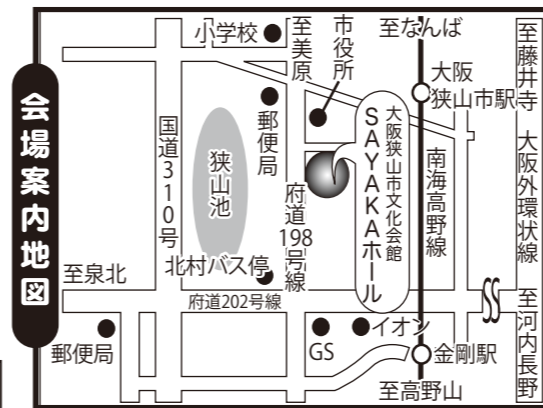 会場案内地図
小学校
至美原
市役所
至なんば
至藤井寺
大阪
狭山市駅
国道310号
郵便局
狭山池
大阪狭山市文化会館
SAYAKAホール
南海高野線
大阪外環状線
府道
198
号線
至泉北
北村バス停
府道202号線
至河内長野
郵便局
GS
イオン
金剛駅
至高野山